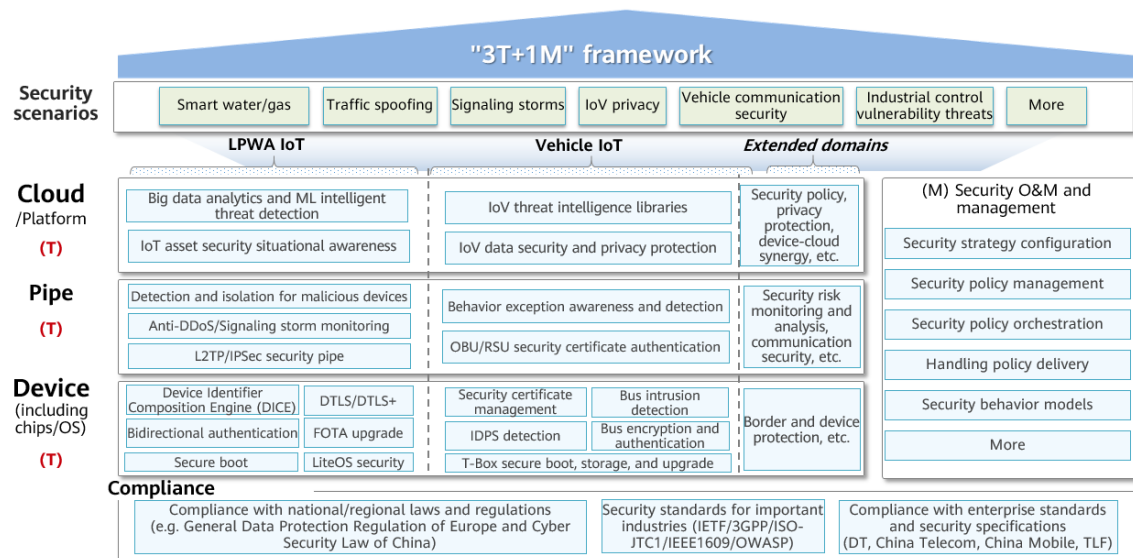 "3T+1M" framework
Security
scenarios
Smart water/gas
Traffic spoofing
Signaling storms
IoV privacy
Vehicle communication
security
Industrial control
vulnerability threats
More
LPWA IoT
Vehicle IoT
Extended domains
Cloud
/Platform
(T)
Big data analytics and ML intelligent
threat detection
IoT asset security situational awareness
IoV threat intelligence libraries
IoV data security and privacy protection
Security policy,
privacy
protection,
device-cloud
synergy, etc.
Pipe
(T)
Detection and isolation for malicious devices
Anti-DDoS/Signaling storm monitoring
L2TP/IPSec security pipe
Behavior exception awareness and detection
OBU/RSU security certificate authentication
Security risk
monitoring and
analysis,
communication
security, etc.
Device
(including
chips/OS)
(T)
Device Identifier
Composition Engine (DICE)
DTLS/DTLS+
Bidirectional authentication
FOTA upgrade
Secure boot
LiteOS security
Security certificate
management
Bus intrusion
detection
IDPS detection
Bus encryption and
authentication
T-Box secure boot, storage, and upgrade
Border and device
protection, etc.
(M) Security O&M and
management
Security strategy configuration
Security policy management
Security policy orchestration
Handling policy delivery
Security behavior models
More
Compliance
Compliance with national/regional laws and regulations
(e.g. General Data Protection Regulation of Europe and Cyber
Security Law of China)
Security standards for important
industries (IETF/3GPP/ISO-
JTC1/IEEE1609/OWASP)
Compliance with enterprise standards
and security specifications
(DT, China Telecom, China Mobile, TLF)